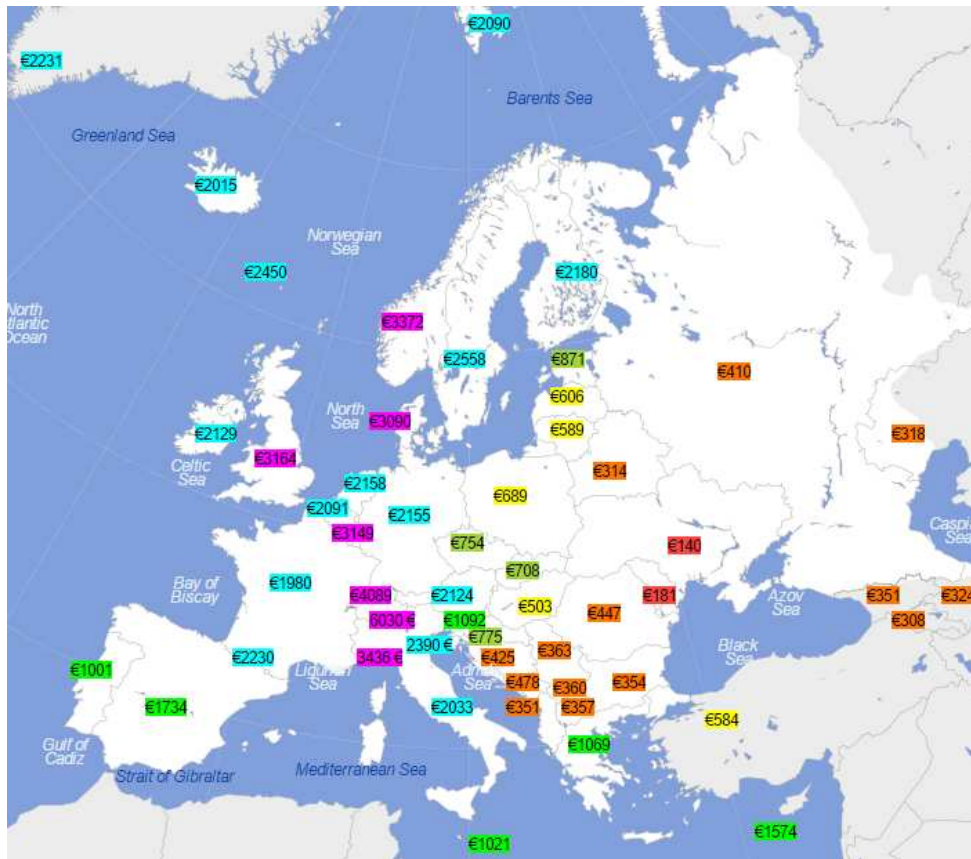 €2090
€2231
Barents Sea
Greenland Sea
€2015
Norwegian
Sea
€2450
€2180
North
tlantic
Ocean
€3372
€2558
€871
€410
€606
North
Sea
€3090
€589
€2129
€318
Celtic
Sea
€3164
€314
€2158
€689
€2091
€2155
Caspi
Sea
€3149
€754
€140
€708
Bay of
Biscay
€1980
€4089
€2124
€181
Azov
Sea
€351
€324
€503
€447
€308
6030 €
€1092
€775
2390 €
Black
Sea
€1001
€2230
3436 €
€425
€363
Ligurian
Sea
Adri
Sea
€478
€360
€354
€1734
€2033
€351
€357
€584
Gulf of
Cadiz
€1069
Strait of Gibraltar
Mediterranean Sea
€1574
€1021